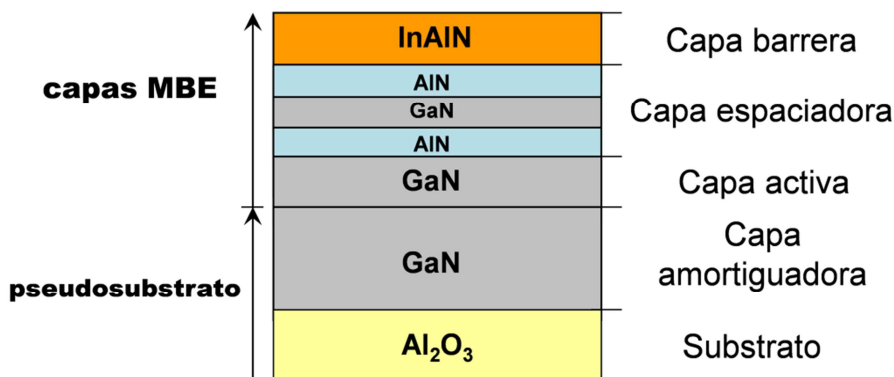 InAlN
Capa barrera
capas MBE
AlN
GaN
Capa espaciadora
AlN
GaN
Capa activa
GaN
Capa
amortiguadora
pseudosubstrato
Al₂O₃
Substrato